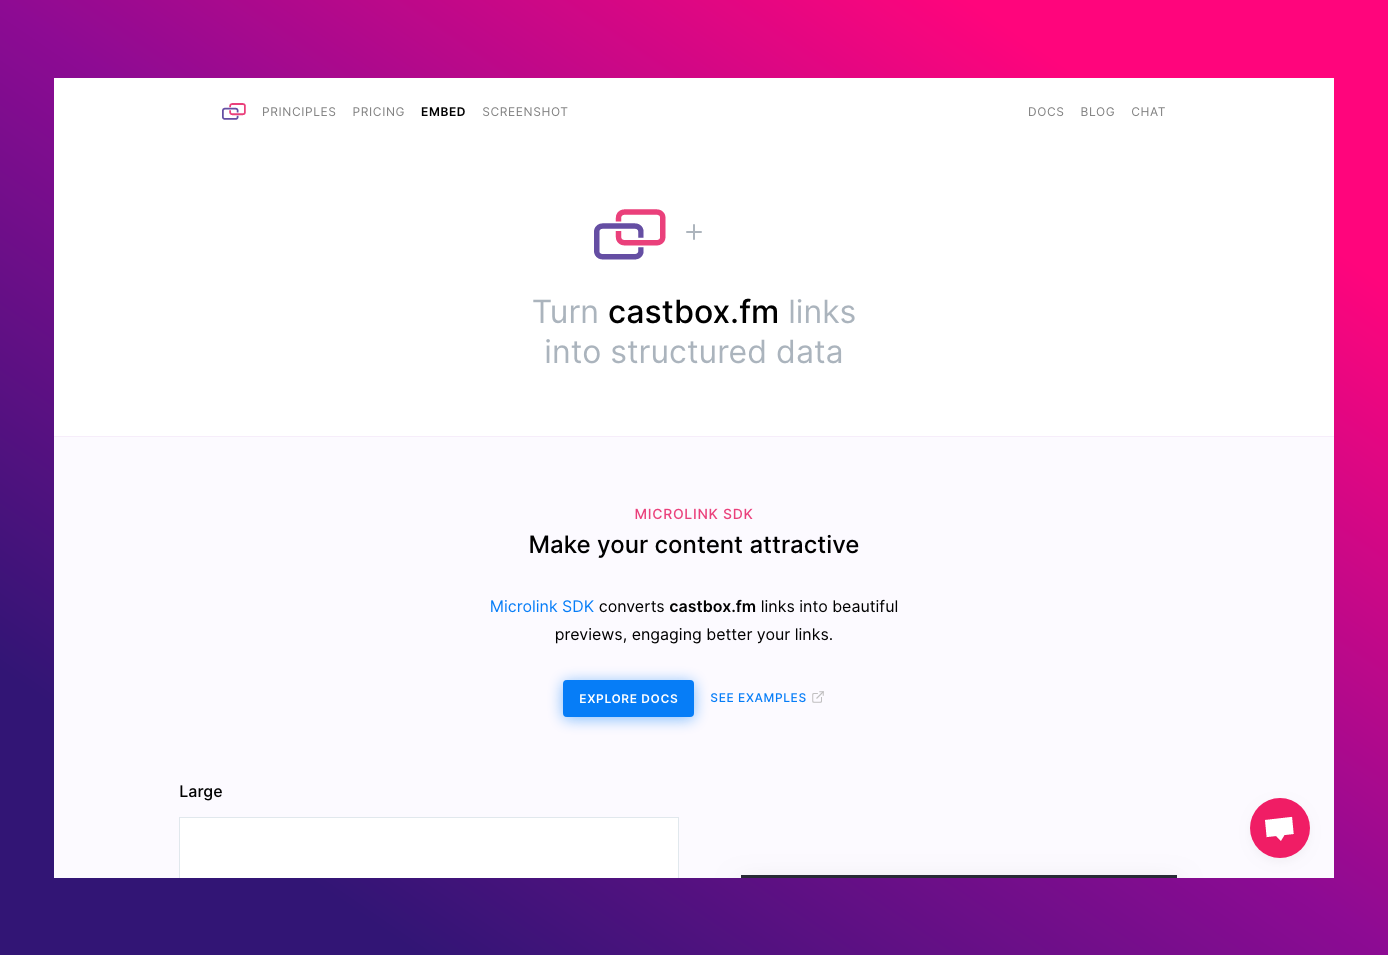 PRINCIPLES PRICING EMBED SCREENSHOT DOCS BLOG CHAT
Turn castbox.fm links
into structured data
MICROLINK SDK
Make your content attractive
Microlink SDK converts castbox.fm links into beautiful
previews, engaging better your links.
EXPLORE DOCS SEE EXAMPLES
Large